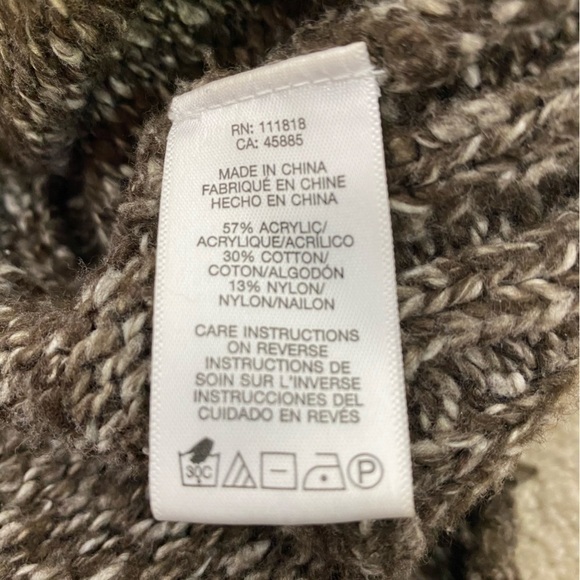 RN: 111818
CA: 45885
MADE IN CHINA
FABRIQUÉ EN CHINE
HECHO EN CHINA
57% ACRYLIC/
ACRYLIQUE/ACRÍLICO
30% COTTON/
COTON/ALGODÓN
13% NYLON/
NYLON/NAILON
CARE INSTRUCTIONS
ON REVERSE
INSTRUCTIONS DE
SOIN SUR L'INVERSE
INSTRUCCIONES DEL
CUIDADO EN REVÉS
30C P